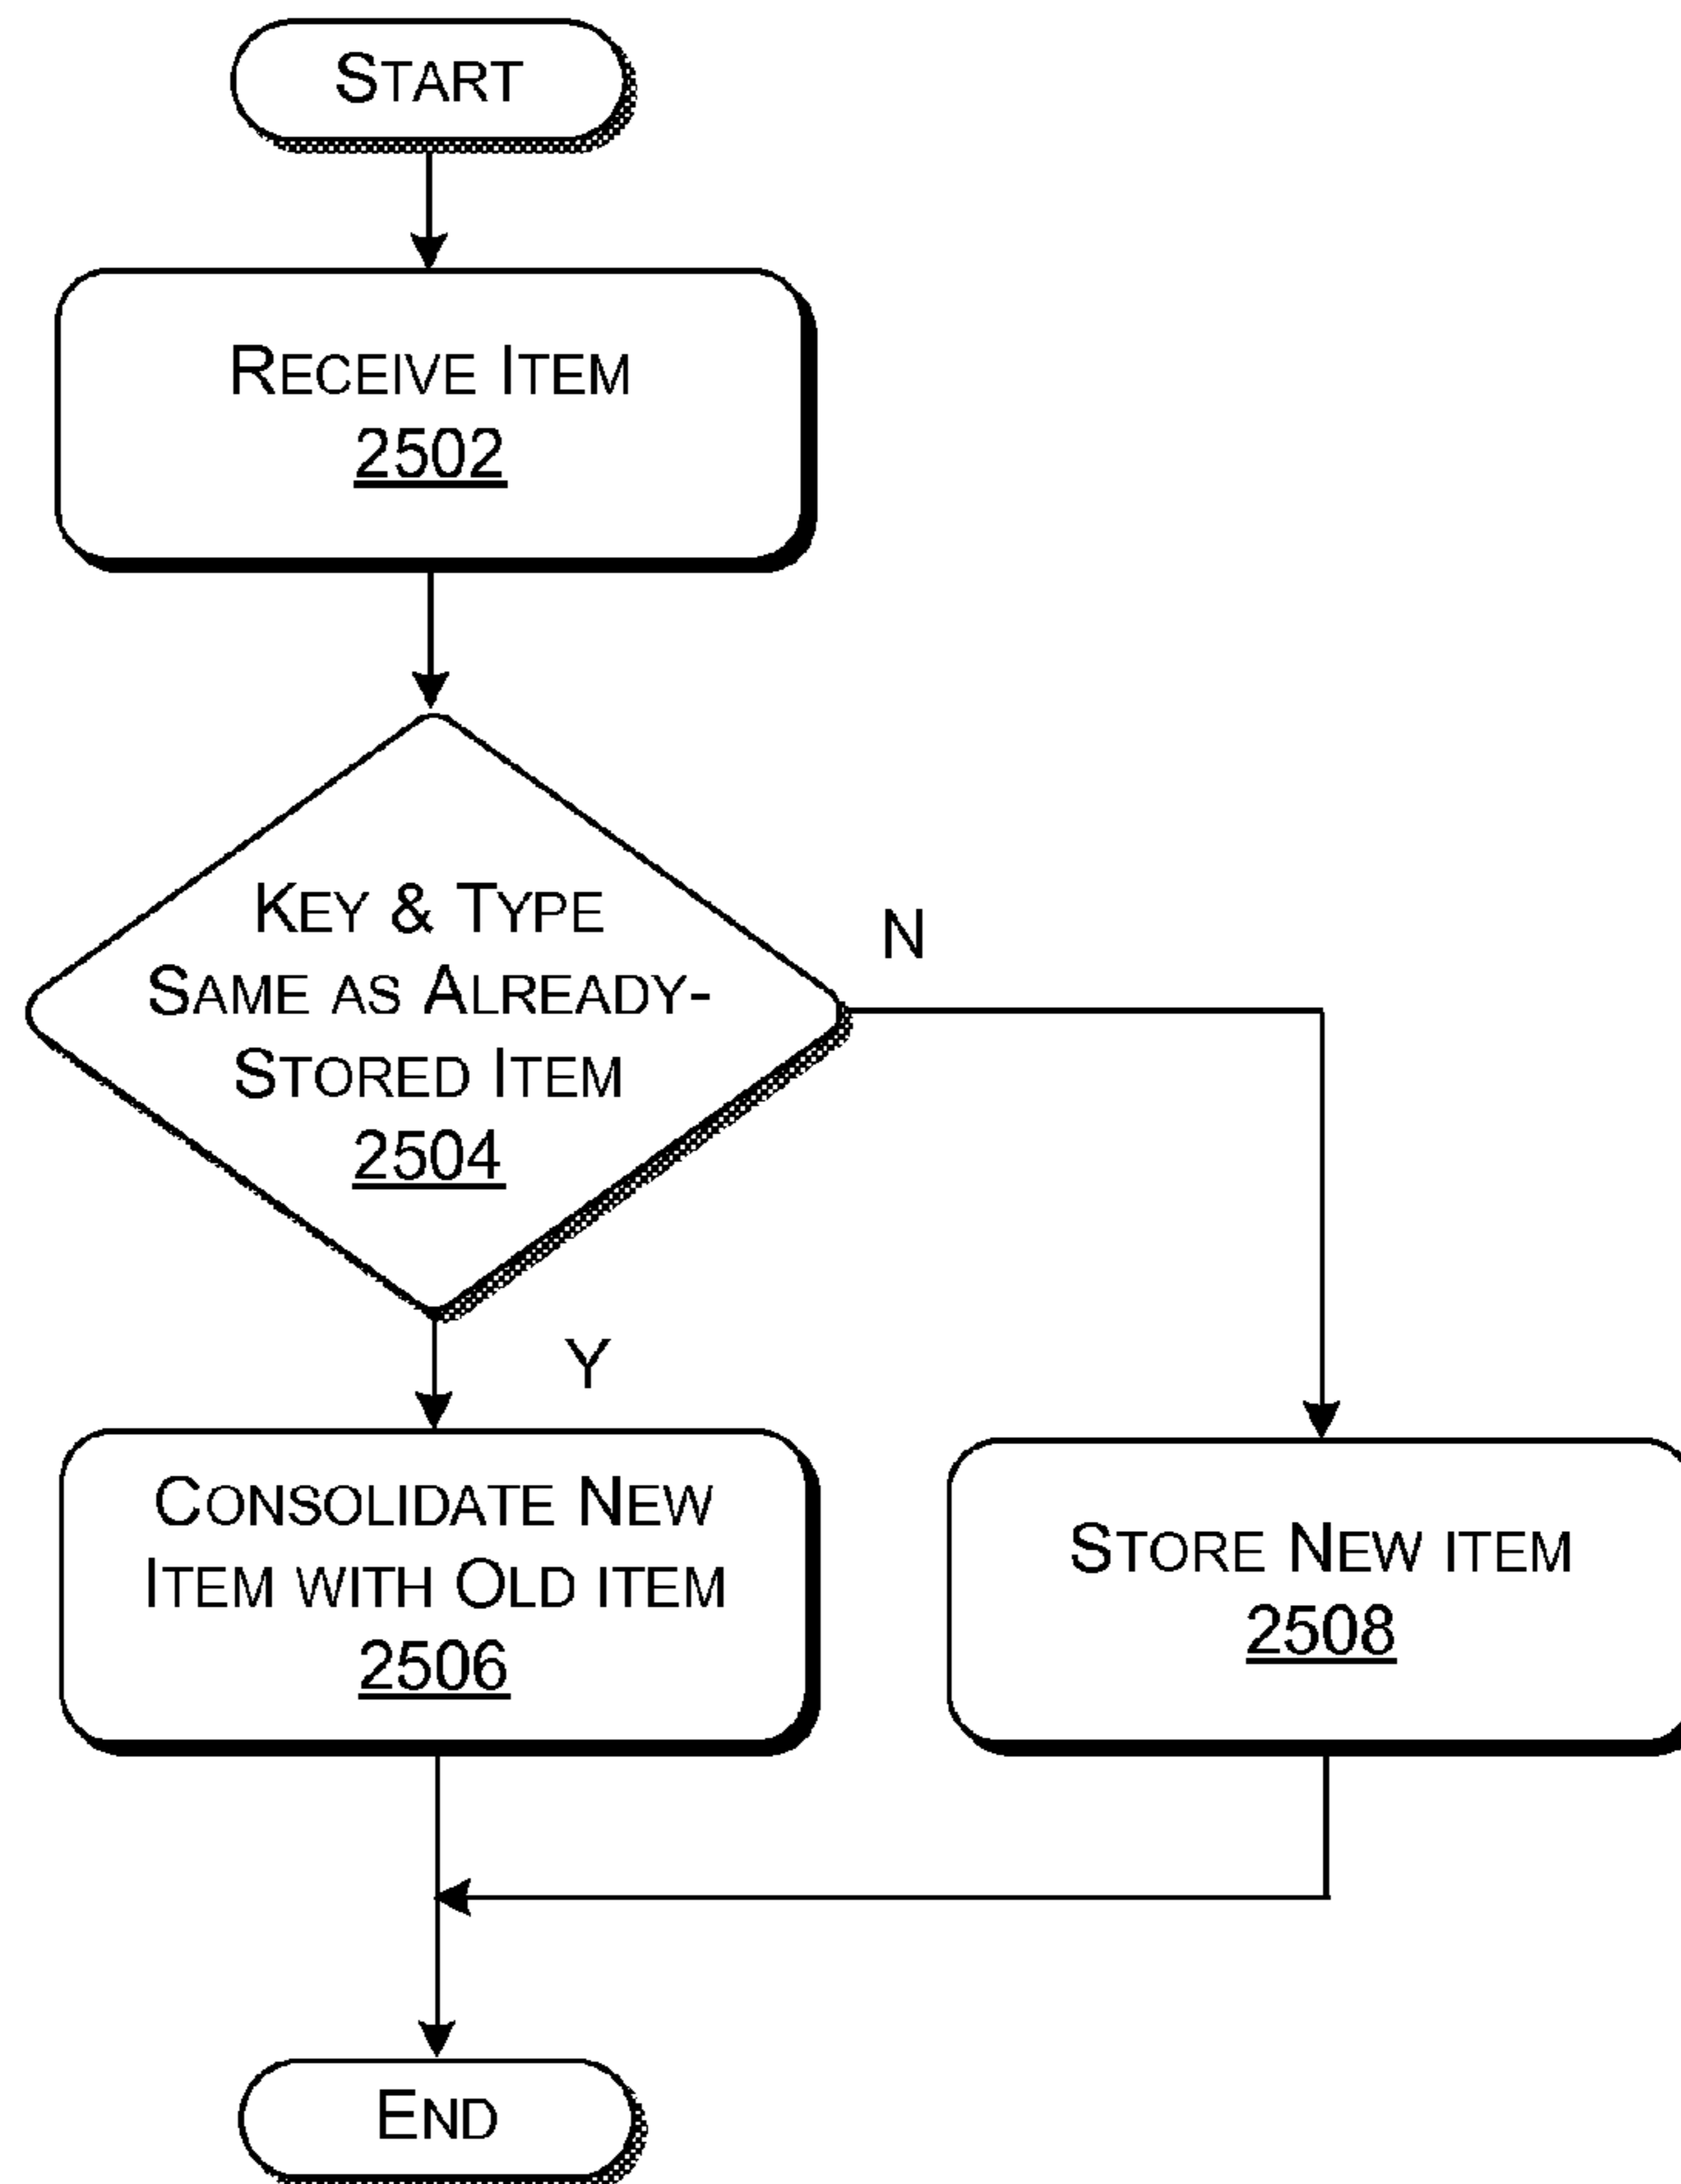 START
RECEIVE ITEM
2502
KEY & TYPE
SAME AS ALREADY-
STORED ITEM
2504
N
Y
CONSOLIDATE NEW
ITEM WITH OLD ITEM
2506
STORE NEW ITEM
2508
END